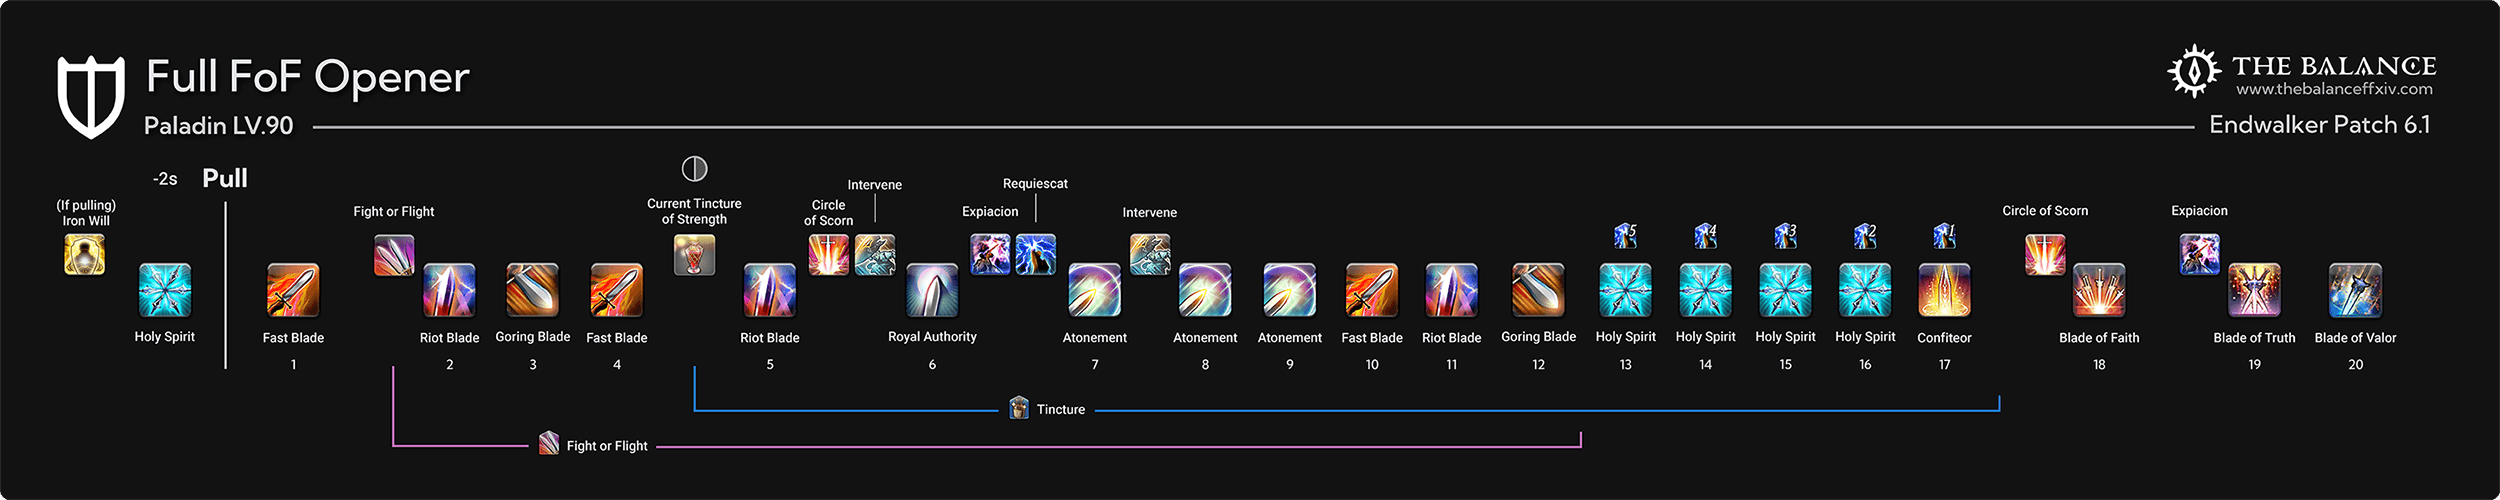 Full FoF Opener
THE BALANCE
www.thebalanceffxiv.com
Paladin LV.90
Endwalker Patch 6.1
-2s
Pull
(If pulling)
Iron Will
Holy Spirit
Fast Blade
1
Fight or Flight
Riot Blade
2
Goring Blade
3
Fast Blade
4
Current Tincture
of Strength
Riot Blade
5
Circle
of Scorn
Intervene
Royal Authority
6
Expiacion
Requiescat
Atonement
7
Intervene
Atonement
8
Atonement
9
Fast Blade
10
Riot Blade
11
Goring Blade
12
5
Holy Spirit
13
4
Holy Spirit
14
3
Holy Spirit
15
2
Holy Spirit
16
1
Confiteor
17
Circle of Scorn
Blade of Faith
18
Expiacion
Blade of Truth
19
Blade of Valor
20
Tincture
Fight or Flight